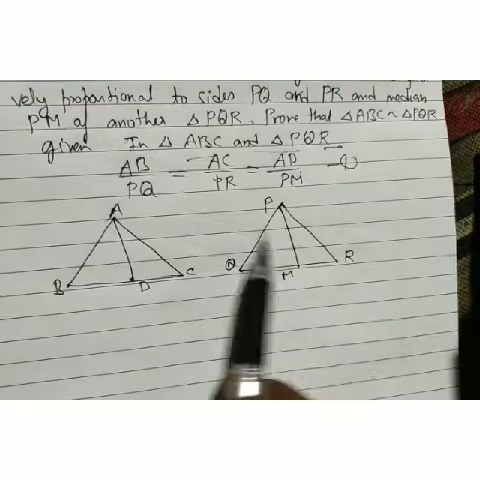 vely proportional to sides PQ and PR and median
PM of another △PQR. Prove that △ABC ~ △PQR
given In △ ABC and △ PQR
AB/PQ = AC/PR = AD/PM —①
A
B
D
C
P
Q
M
R